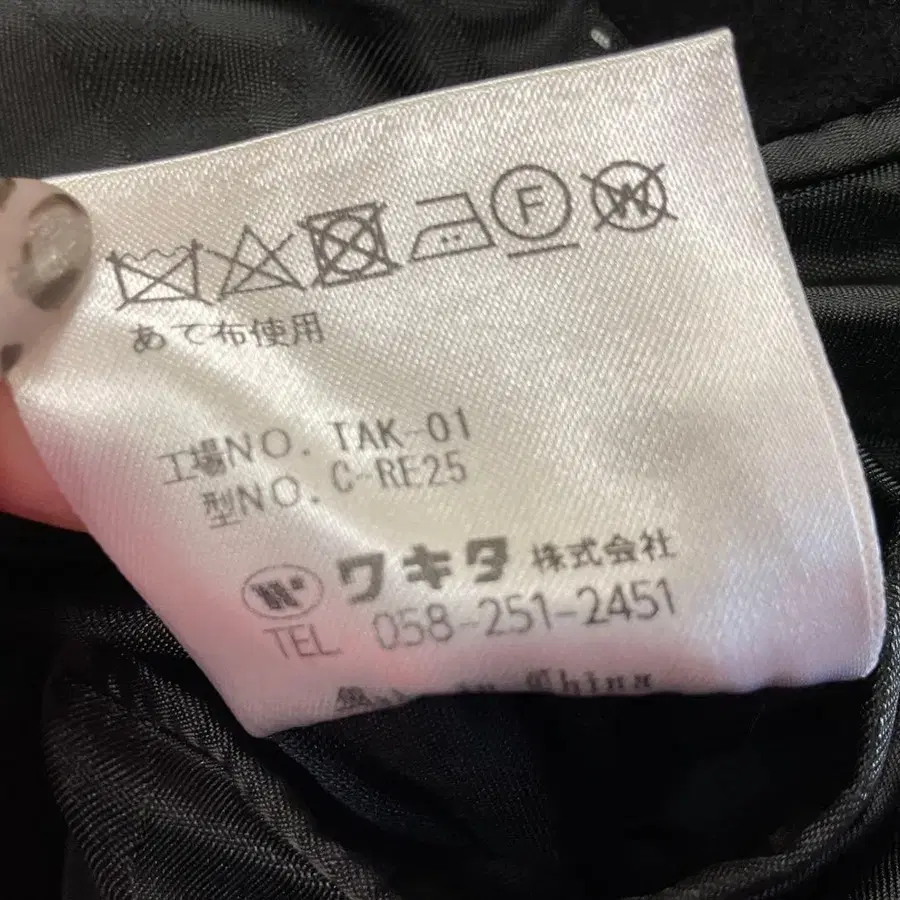 F W
あて布使用
工場NO. TAK-01
型NO. C-RE25
W ワキタ 株式会社
TEL 058-251-2451
China